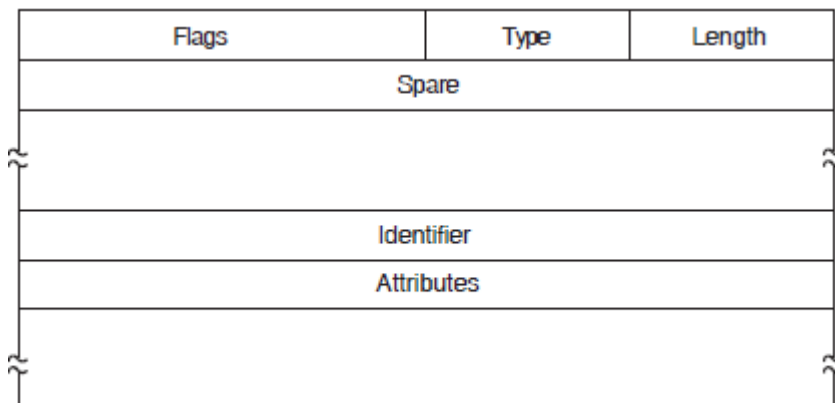 Flags Type Length
Spare
Identifier
Attributes